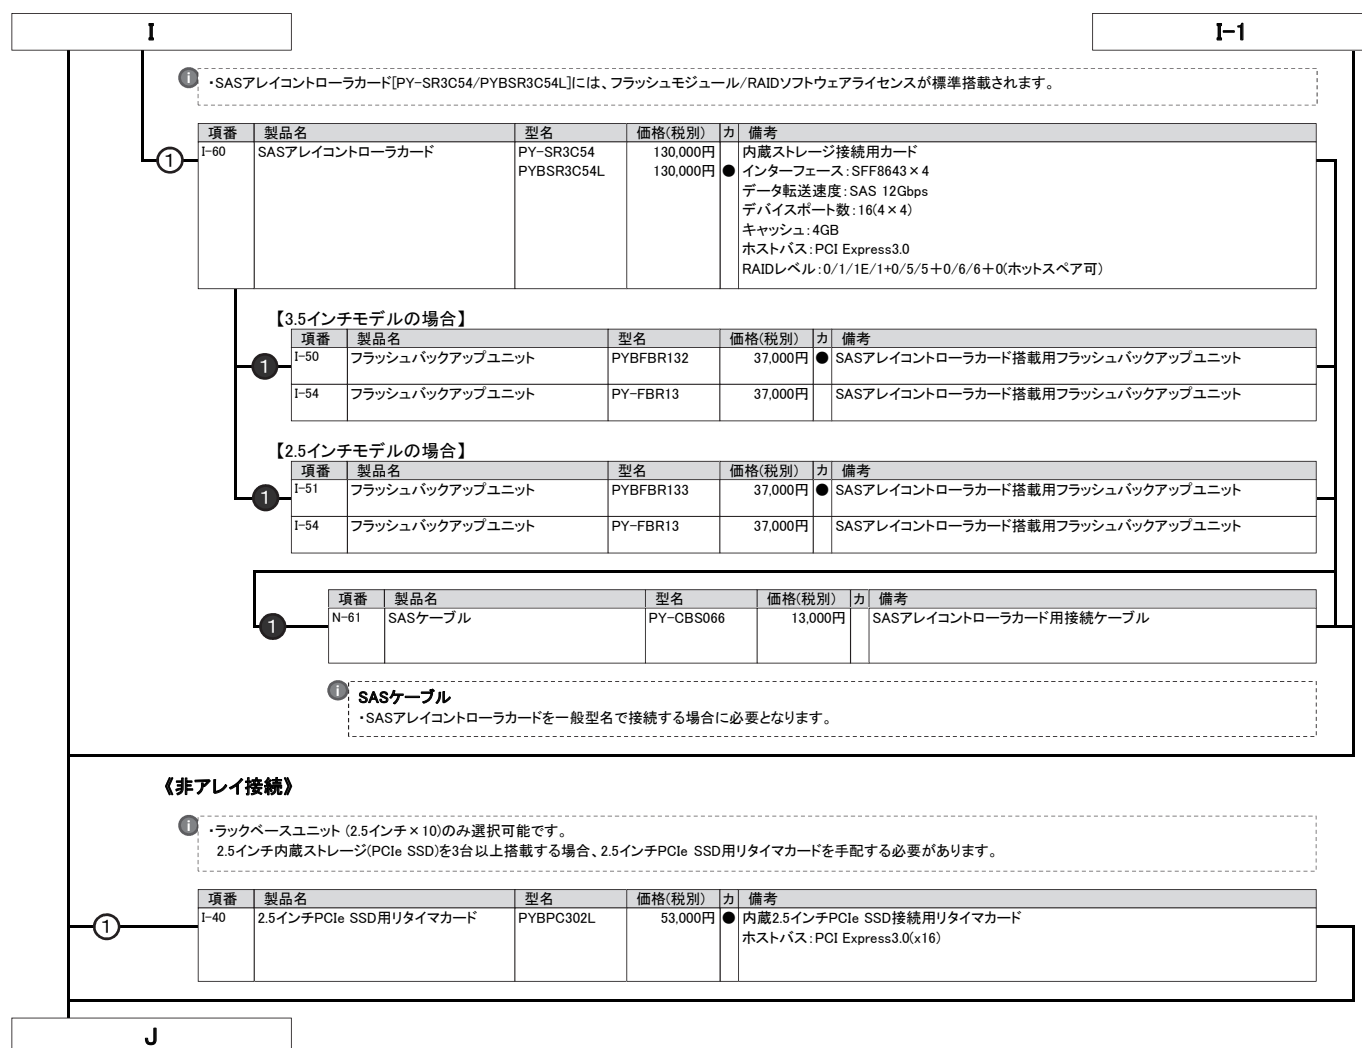 I
I-1
i
・SASアレイコントローラカード[PY-SR3C54/PYBSR3C54L]には、フラッシュモジュール/RAIDソフトウェアライセンスが標準搭載されます。
項番 製品名 型名 価格(税別) カ 備考
1
I-60 SASアレイコントローラカード PY-SR3C54 130,000円 内蔵ストレージ接続用カード
PYBSR3C54L 130,000円 ● インターフェース:SFF8643×4
データ転送速度:SAS 12Gbps
デバイスポート数:16(4×4)
キャッシュ:4GB
ホストバス:PCI Express3.0
RAIDレベル:0/1/1E/1+0/5/5+0/6/6+0(ホットスペア可)
【3.5インチモデルの場合】
項番 製品名 型名 価格(税別) カ 備考
1
I-50 フラッシュバックアップユニット PYBFBR132 37,000円 ● SASアレイコントローラカード搭載用フラッシュバックアップユニット
I-54 フラッシュバックアップユニット PY-FBR13 37,000円 SASアレイコントローラカード搭載用フラッシュバックアップユニット
【2.5インチモデルの場合】
項番 製品名 型名 価格(税別) カ 備考
1
I-51 フラッシュバックアップユニット PYBFBR133 37,000円 ● SASアレイコントローラカード搭載用フラッシュバックアップユニット
I-54 フラッシュバックアップユニット PY-FBR13 37,000円 SASアレイコントローラカード搭載用フラッシュバックアップユニット
項番 製品名 型名 価格(税別) カ 備考
1
N-61 SASケーブル PY-CBS066 13,000円 SASアレイコントローラカード用接続ケーブル
i
SASケーブル
・SASアレイコントローラカードを一般型名で接続する場合に必要となります。
《非アレイ接続》
i
・ラックベースユニット (2.5インチ×10)のみ選択可能です。
2.5インチ内蔵ストレージ(PCIe SSD)を3台以上搭載する場合、2.5インチPCIe SSD用リタイマカードを手配する必要があります。
項番 製品名 型名 価格(税別) カ 備考
1
I-40 2.5インチPCIe SSD用リタイマカード PYBPC302L 53,000円 ● 内蔵2.5インチPCIe SSD接続用リタイマカード
ホストバス:PCI Express3.0(x16)
J